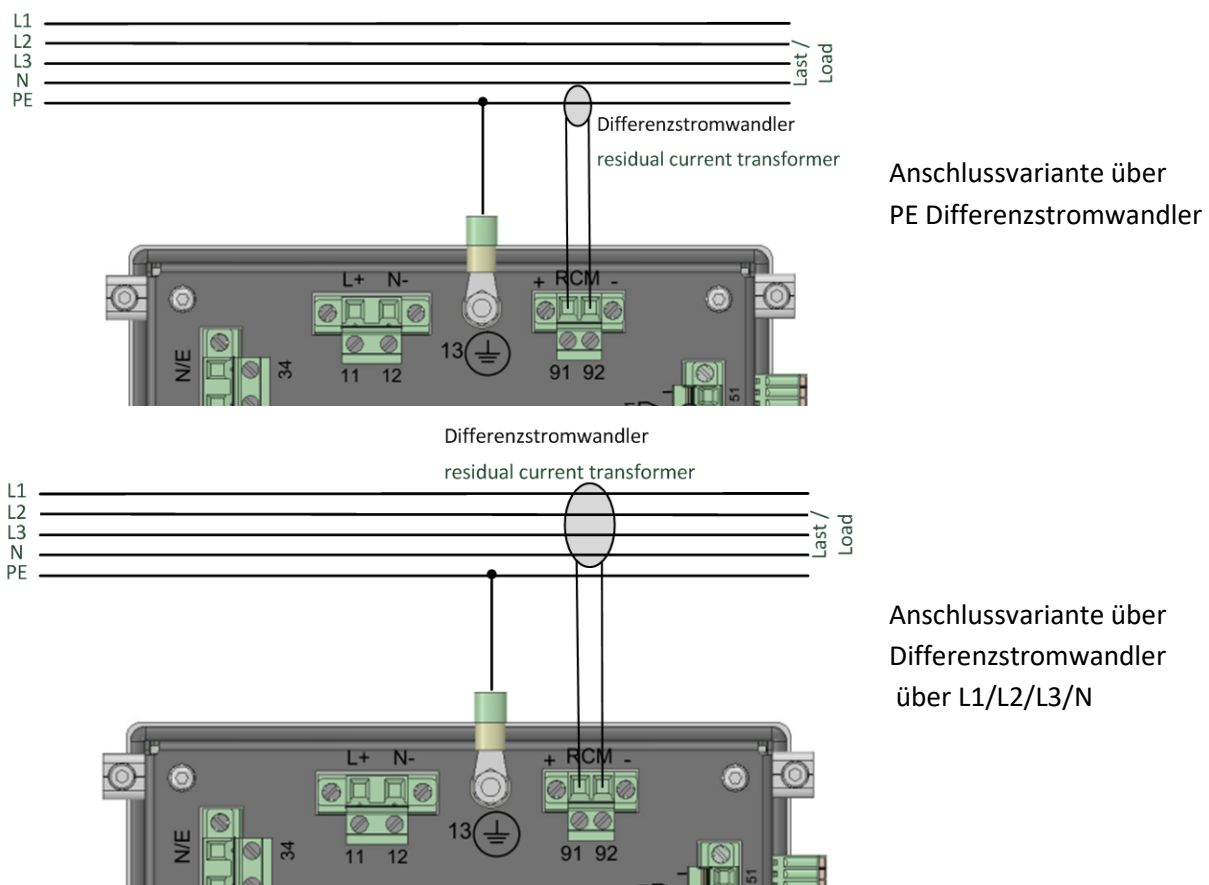 L1
L2
L3
N
PE
Last /
Load
Differenzstromwandler
residual current transformer
Anschlussvariante über
PE Differenzstromwandler
L+ N-
+ RCM -
N/E
34
13
11 12
91 92
51
Differenzstromwandler
residual current transformer
L1
L2
L3
N
PE
Last /
Load
Anschlussvariante über
Differenzstromwandler
über L1/L2/L3/N
L+ N-
+ RCM -
N/E
34
13
11 12
91 92
51